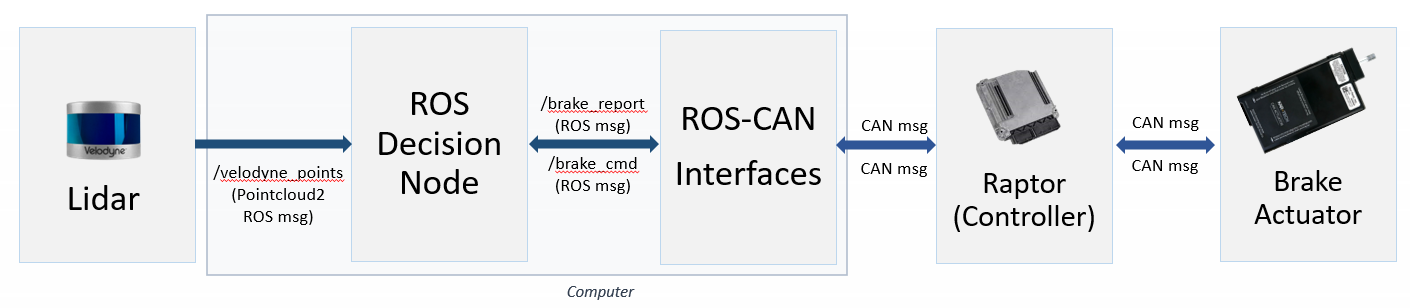 Velodyne
Lidar
/velodyne_points
(Pointcloud2
ROS msg)
ROS
Decision
Node
/brake_report
(ROS msg)
/brake_cmd
(ROS msg)
ROS-CAN
Interfaces
CAN msg
CAN msg
Raptor
(Controller)
CAN msg
CAN msg
Brake
Actuator
Computer